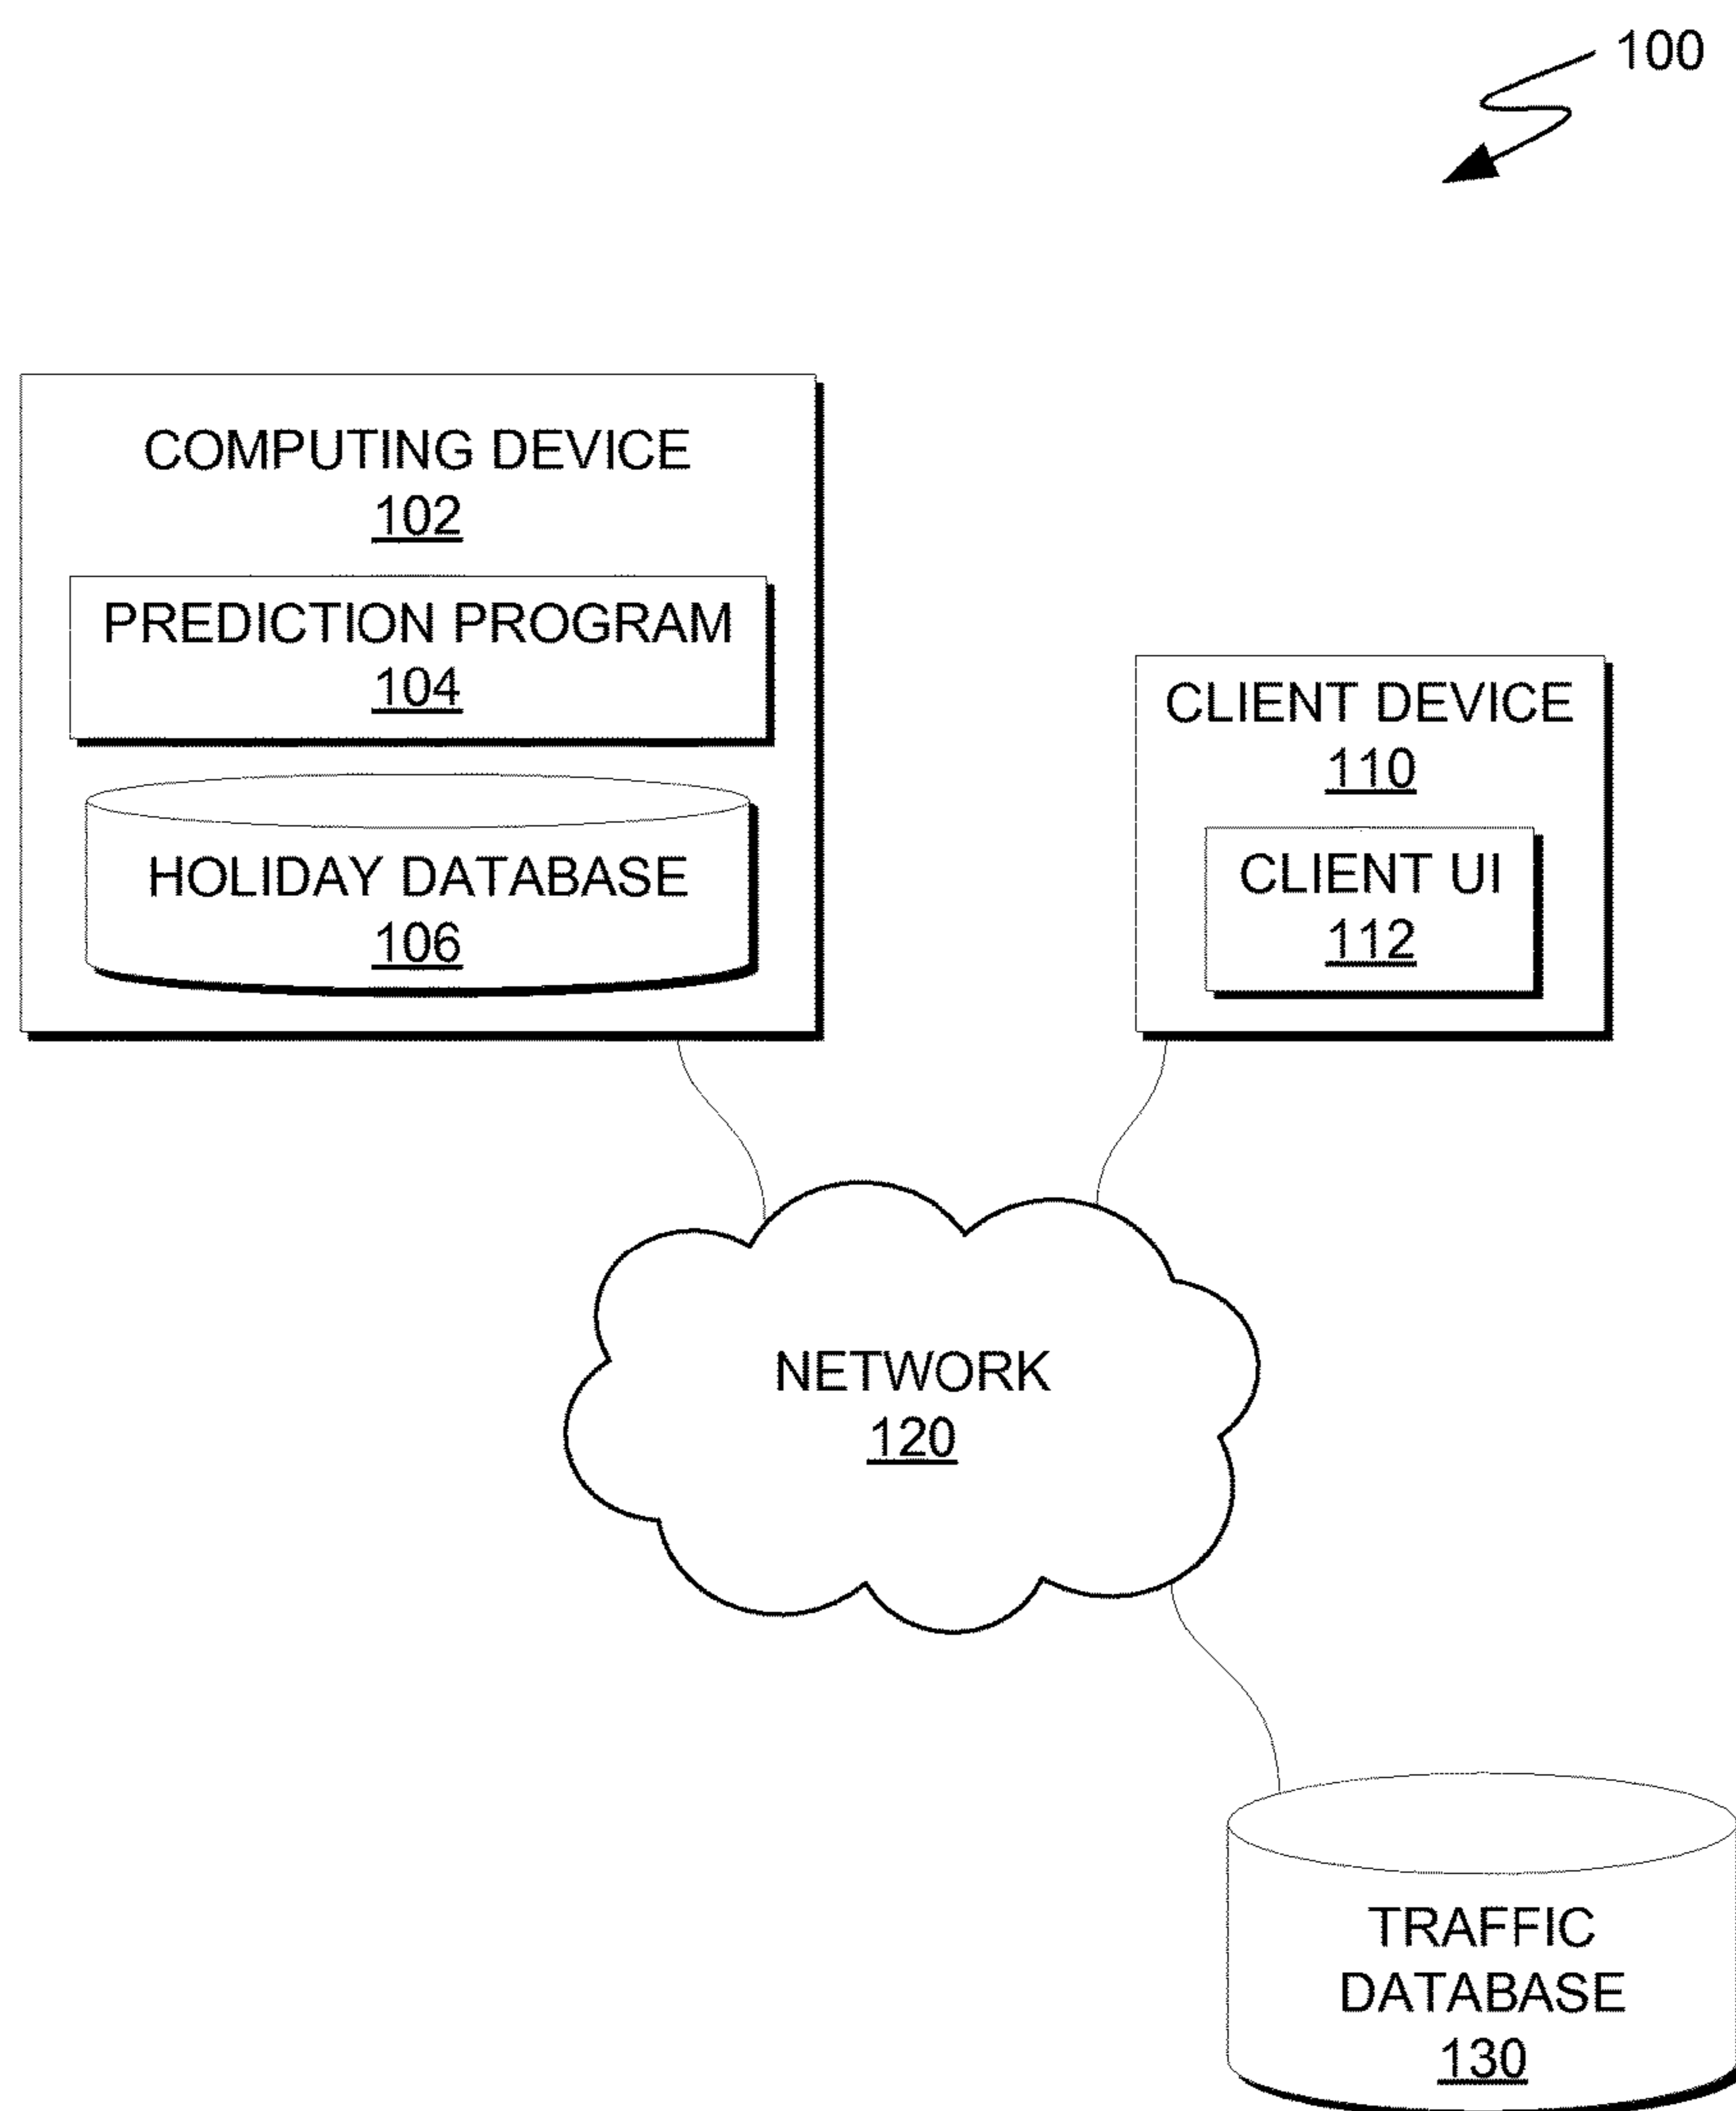 100
COMPUTING DEVICE
102
PREDICTION PROGRAM
104
HOLIDAY DATABASE
106
CLIENT DEVICE
110
CLIENT UI
112
NETWORK
120
TRAFFIC
DATABASE
130